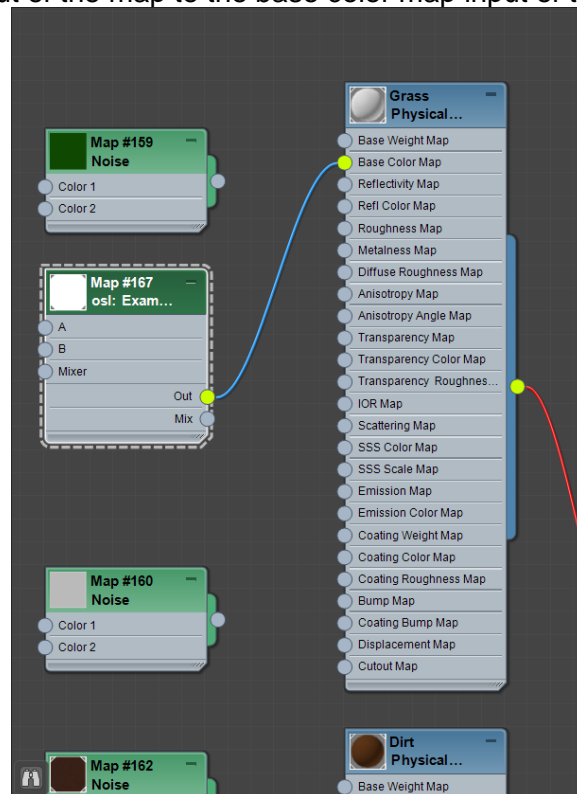 Map #159
Noise
Color 1
Color 2
Map #167
osl: Exam...
A
B
Mixer
Out
Mix
Map #160
Noise
Color 1
Color 2
Map #162
Noise
Grass
Physical...
Base Weight Map
Base Color Map
Reflectivity Map
Refl Color Map
Roughness Map
Metalness Map
Diffuse Roughness Map
Anisotropy Map
Anisotropy Angle Map
Transparency Map
Transparency Color Map
Transparency Roughnes...
IOR Map
Scattering Map
SSS Color Map
SSS Scale Map
Emission Map
Emission Color Map
Coating Weight Map
Coating Color Map
Coating Roughness Map
Bump Map
Coating Bump Map
Displacement Map
Cutout Map
Dirt
Physical...
Base Weight Map